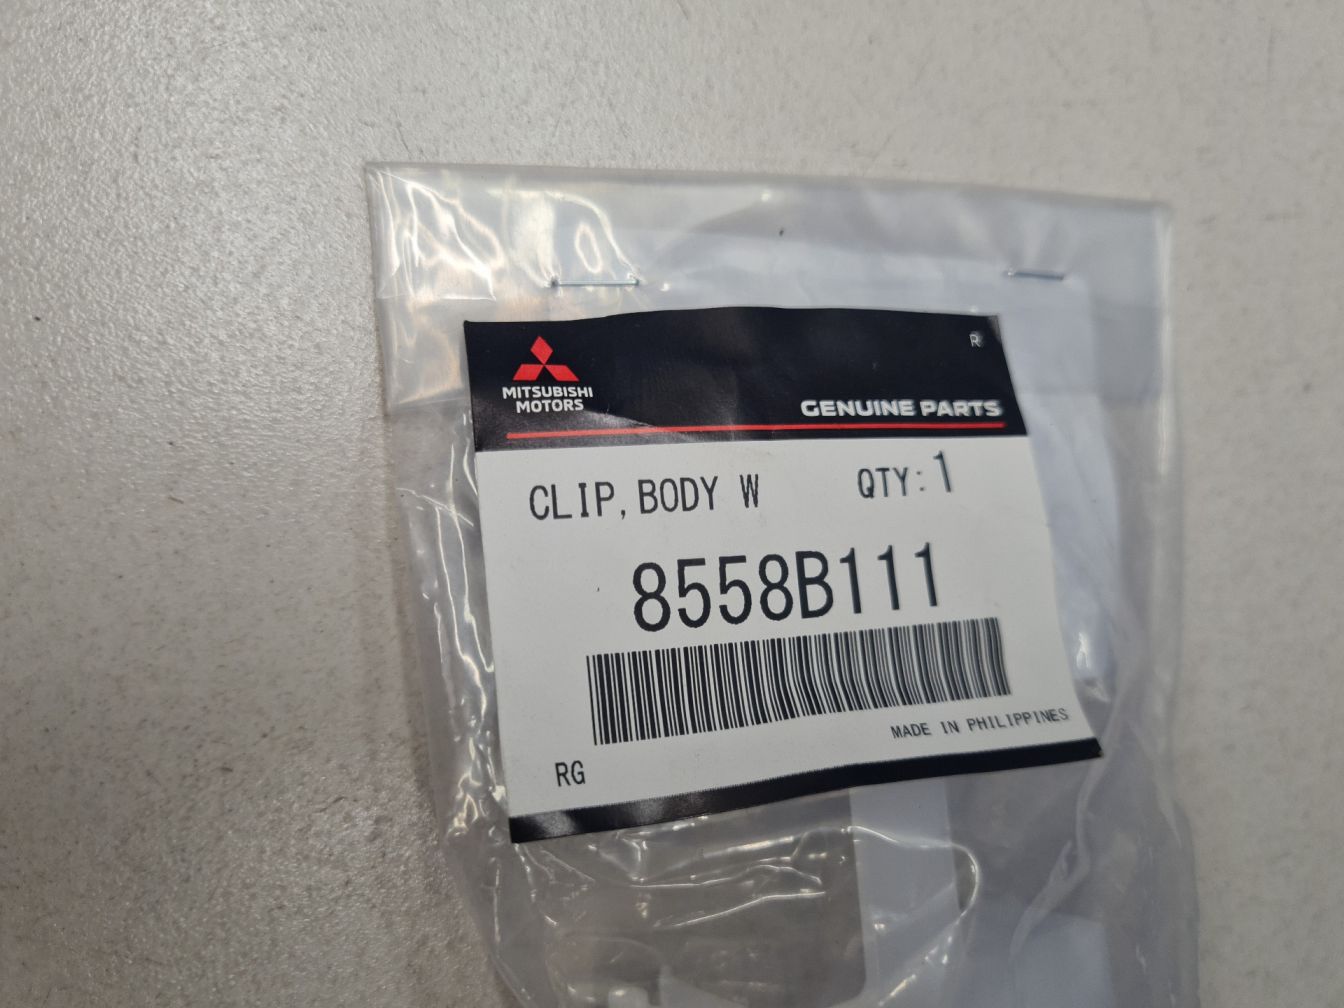 MITSUBISHI
MOTORS
R
GENUINE PARTS
CLIP, BODY W QTY: 1
8558B111
MADE IN PHILIPPINES
RG